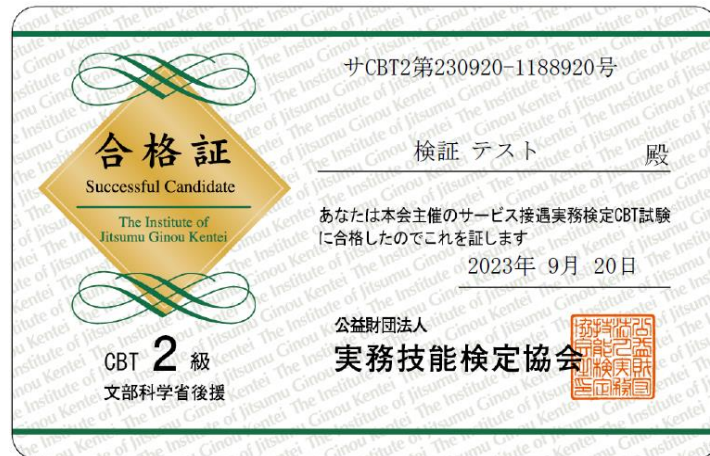 サCBT2第230920-1188920号
合格証
Successful Candidate
The Institute of
Jitsumu Ginou Kentei
CBT 2 級
文部科学省後援
検証 テスト 殿
あなたは本会主催のサービス接遇実務検定CBT試験
に合格したのでこれを証します
2023年 9月 20日
公益財団法人
実務技能検定協会